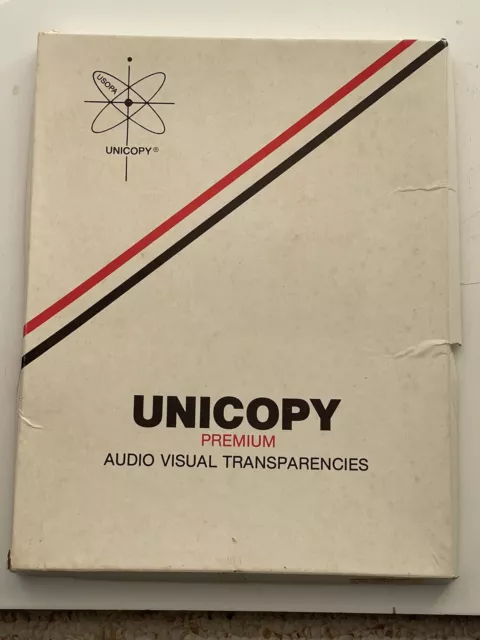 USOPA
UNICOPY®
UNICOPY
PREMIUM
AUDIO VISUAL TRANSPARENCIES